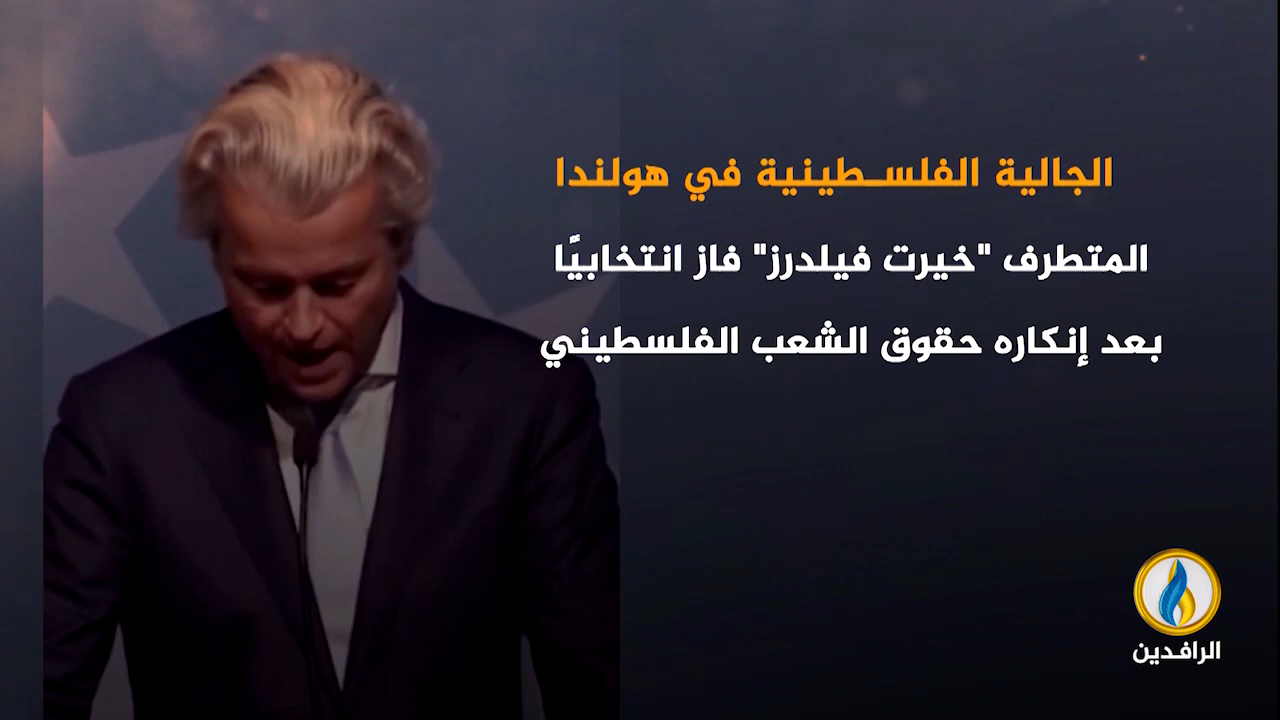 الجالية الفلسطينية في هولندا
المتطرف "خيرت فيلدرز" فاز انتخابيًا
بعد إنكاره حقوق الشعب الفلسطيني
الرافدين